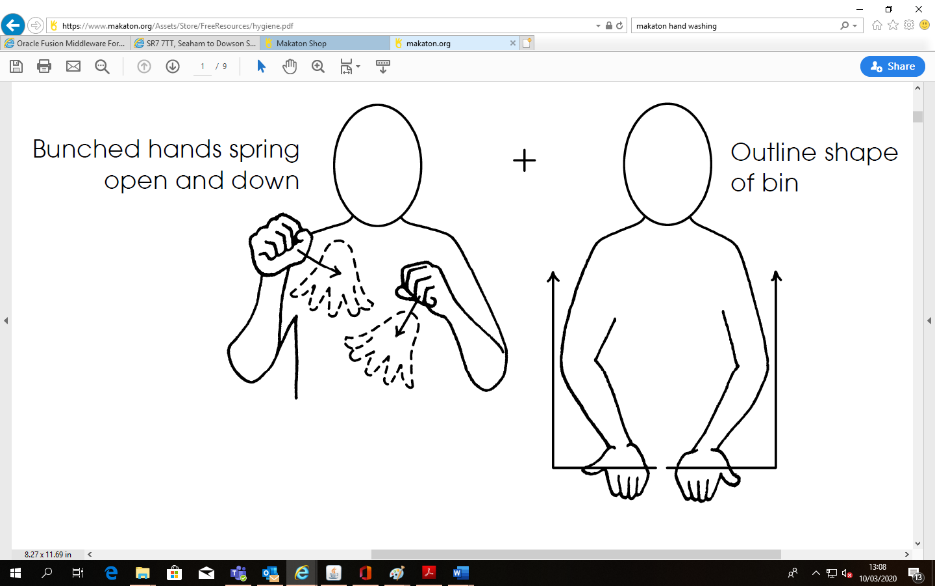 https://www.makaton.org/Assets/Store/FreeResources/hygiene.pdf
makaton hand washing
Oracle Fusion Middleware For...
SR7 7TT, Seaham to Dowson S...
Makaton Shop
makaton.org
1 / 9
Share
Bunched hands spring
open and down
+
Outline shape
of bin
8.27 x 11.69 in
13:08
10/03/2020
13